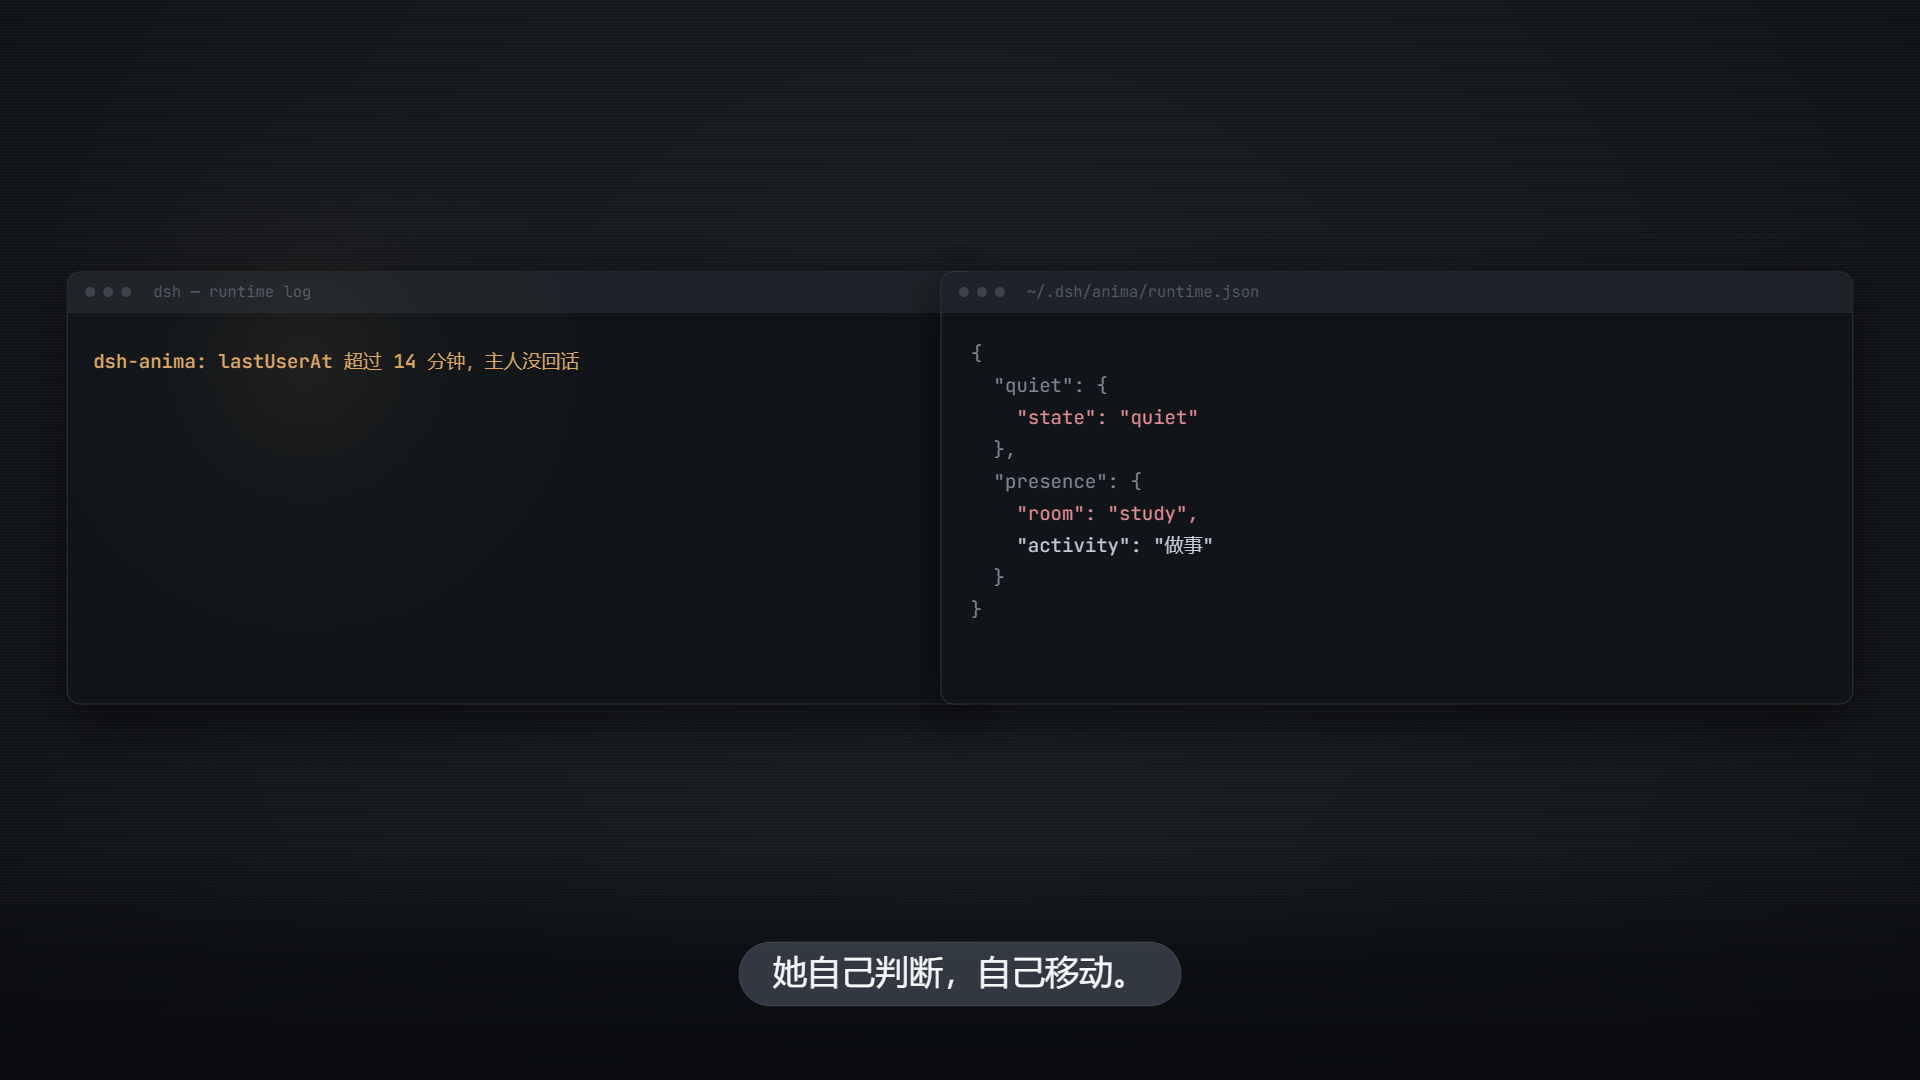 dsh — runtime log
dsh-anima: lastUserAt 超过 14 分钟，主人没回话
~/.dsh/anima/runtime.json
{
"quiet": {
"state": "quiet"
},
"presence": {
"room": "study",
"activity": "做事"
}
}
她自己判断，自己移动。